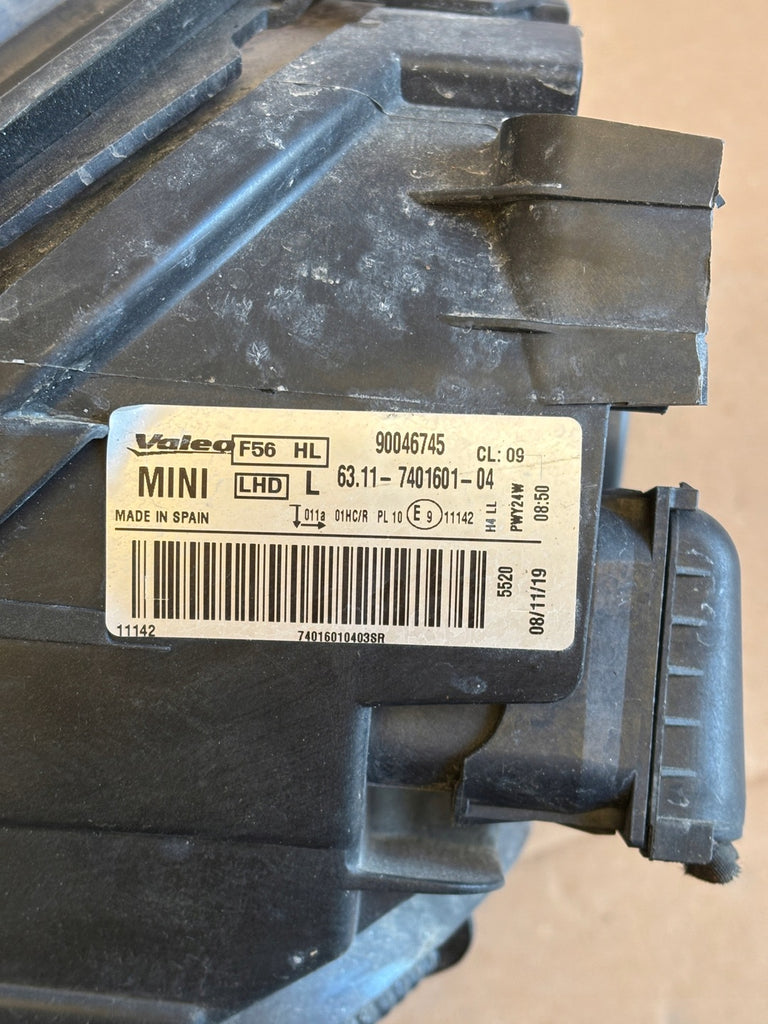 Valeo F56 HL 90046745 CL: 09
MINI LHD L 63.11-7401601-04
MADE IN SPAIN 011a 01HC/R PL 10 E 9 11142
H4 LL
PWY24W
08:50
5520
08/11/19
11142
74016010403SR